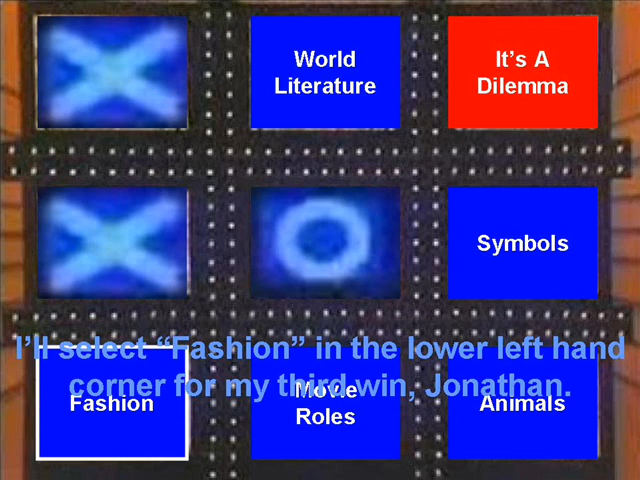 World
Literature
It's A
Dilemma
Symbols
I'll select “Fashion” in the lower left hand
corner for my third win, Jonathan.
Fashion
Movie
Roles
Animals